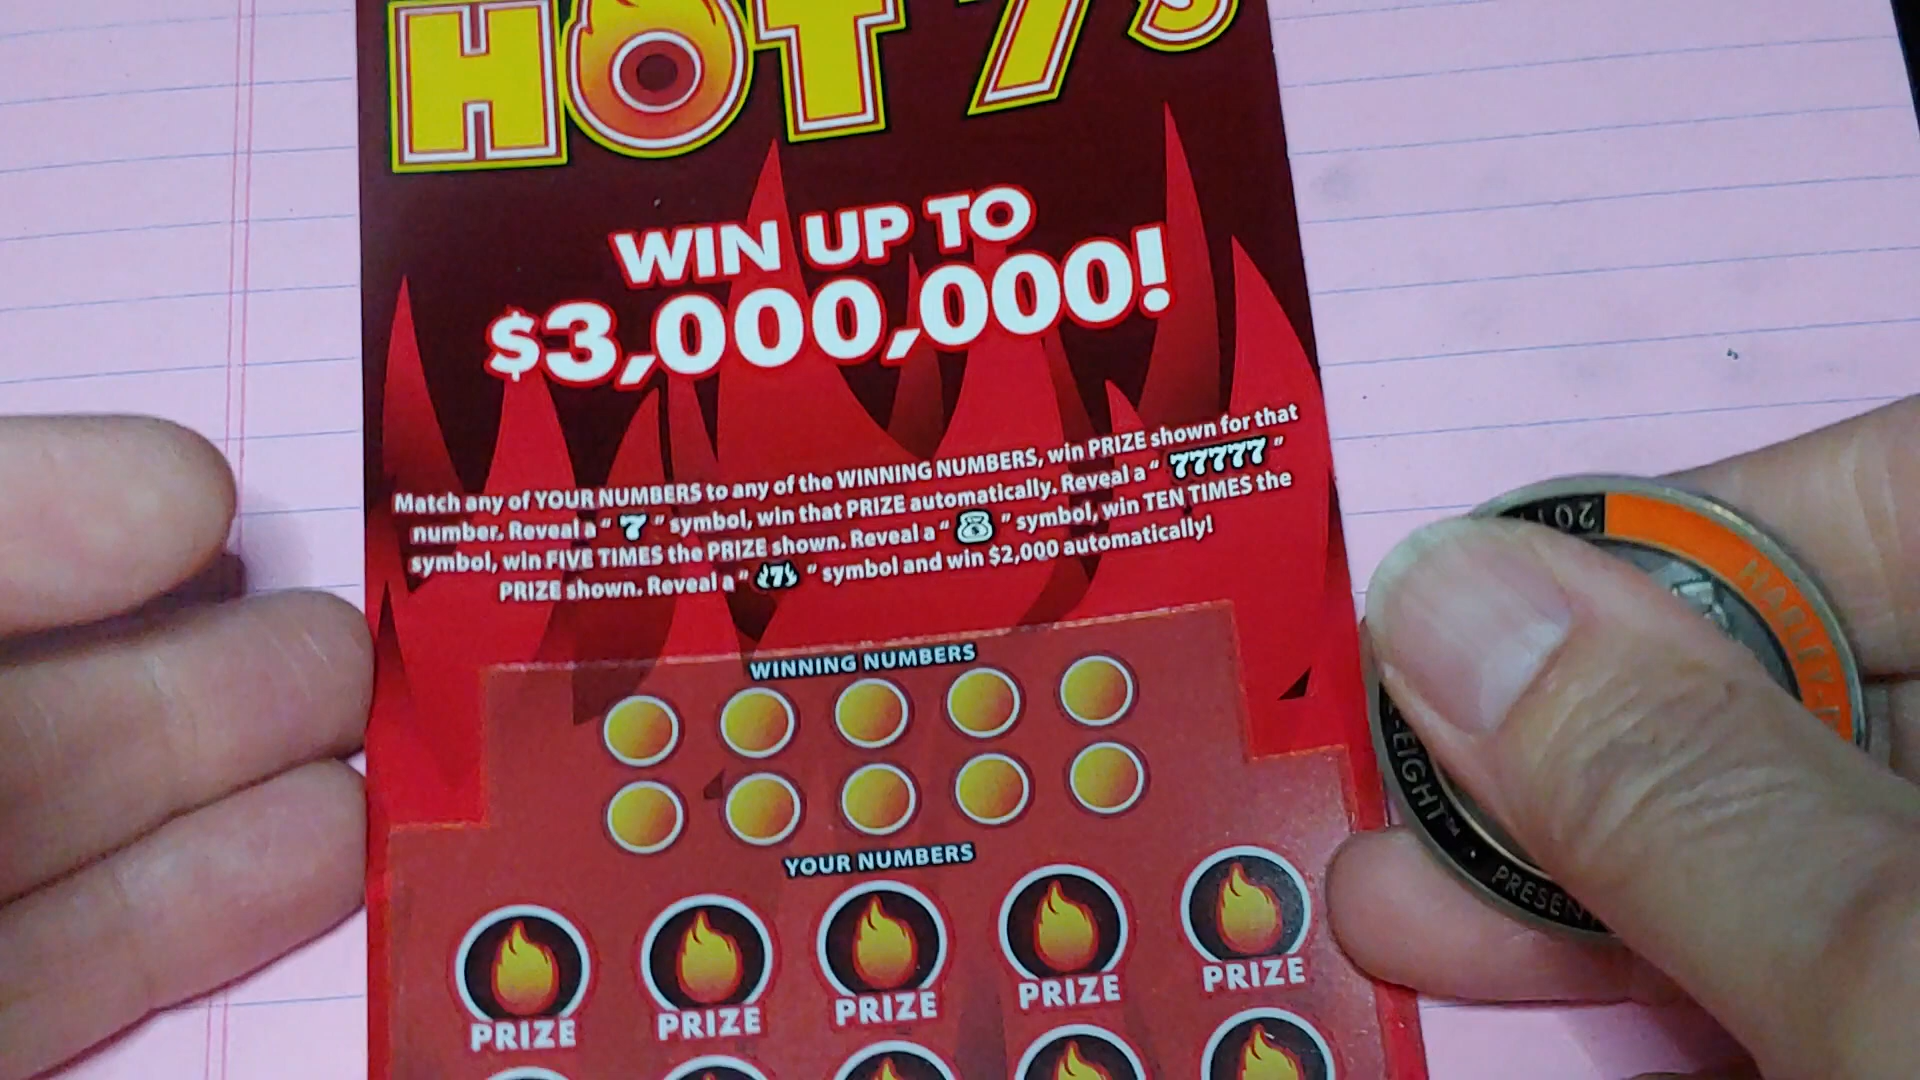 HOT 7's
WIN UP TO
$3,000,000!
Match any of YOUR NUMBERS to any of the WINNING NUMBERS, win PRIZE shown for that
number. Reveal a " 7 " symbol, win that PRIZE automatically. Reveal a " 77777 "
symbol, win FIVE TIMES the PRIZE shown. Reveal a " " symbol, win TEN TIMES the
PRIZE shown. Reveal a " 7 " symbol and win $2,000 automatically!
WINNING NUMBERS
YOUR NUMBERS
PRIZE PRIZE PRIZE PRIZE PRIZE
-EIGHT™ • PRESENT
HARLEY-